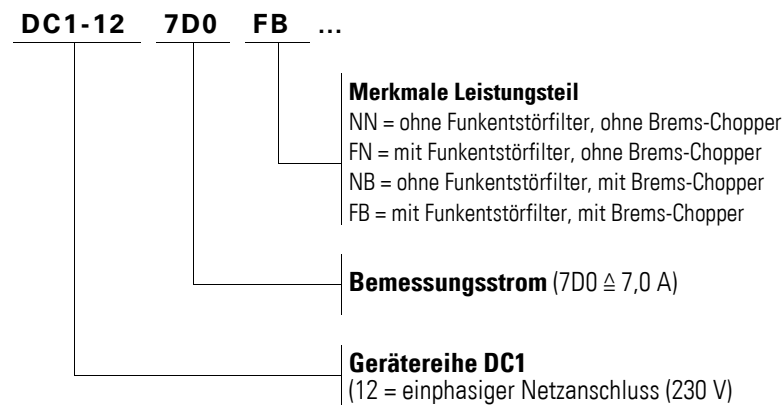 DC1-12 7D0 FB ...
Merkmale Leistungsteil
NN = ohne Funkentstörfilter, ohne Brems-Chopper
FN = mit Funkentstörfilter, ohne Brems-Chopper
NB = ohne Funkentstörfilter, mit Brems-Chopper
FB = mit Funkentstörfilter, mit Brems-Chopper
Bemessungsstrom (7D0 ≙ 7,0 A)
Gerätereihe DC1
(12 = einphasiger Netzanschluss (230 V)